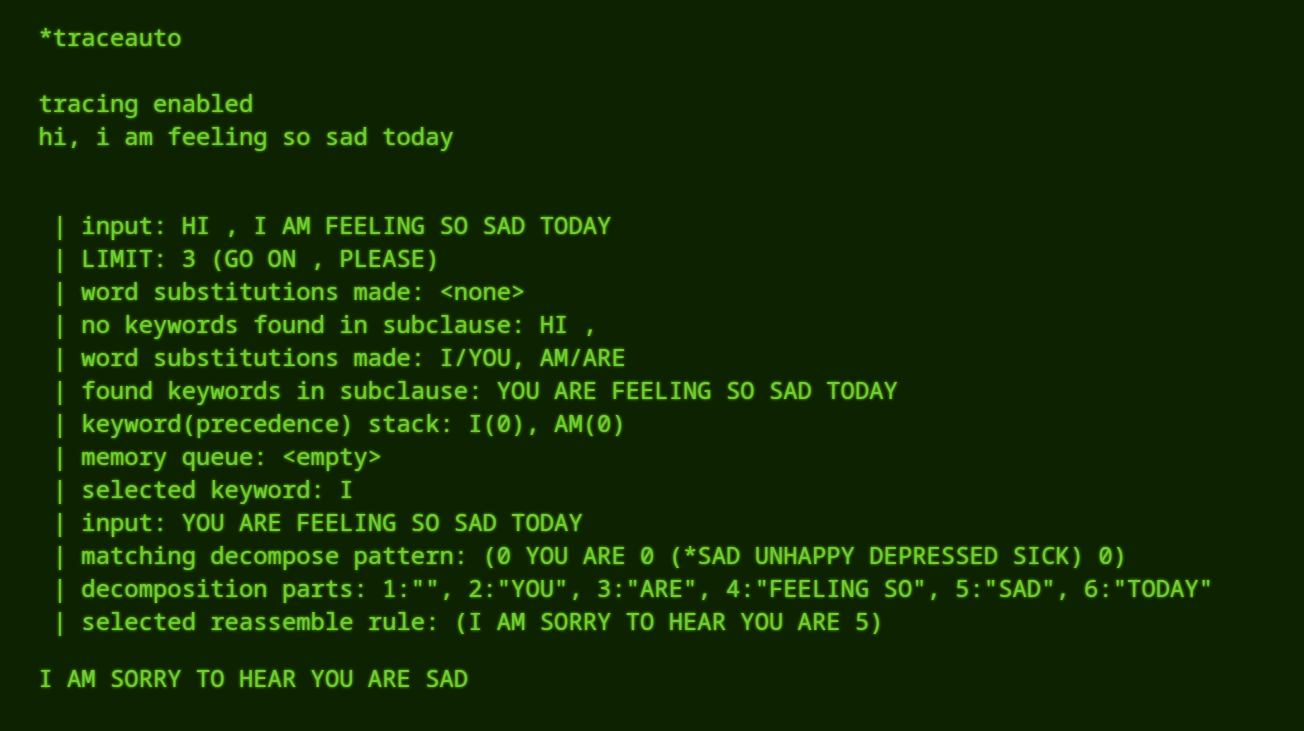 *traceauto
tracing enabled
hi, i am feeling so sad today
| input: HI , I AM FEELING SO SAD TODAY
| LIMIT: 3 (GO ON , PLEASE)
| word substitutions made: <none>
| no keywords found in subclause: HI ,
| word substitutions made: I/YOU, AM/ARE
| found keywords in subclause: YOU ARE FEELING SO SAD TODAY
| keyword(precedence) stack: I(0), AM(0)
| memory queue: <empty>
| selected keyword: I
| input: YOU ARE FEELING SO SAD TODAY
| matching decompose pattern: (0 YOU ARE 0 (*SAD UNHAPPY DEPRESSED SICK) 0)
| decomposition parts: 1:"", 2:"YOU", 3:"ARE", 4:"FEELING SO", 5:"SAD", 6:"TODAY"
| selected reassemble rule: (I AM SORRY TO HEAR YOU ARE 5)
I AM SORRY TO HEAR YOU ARE SAD